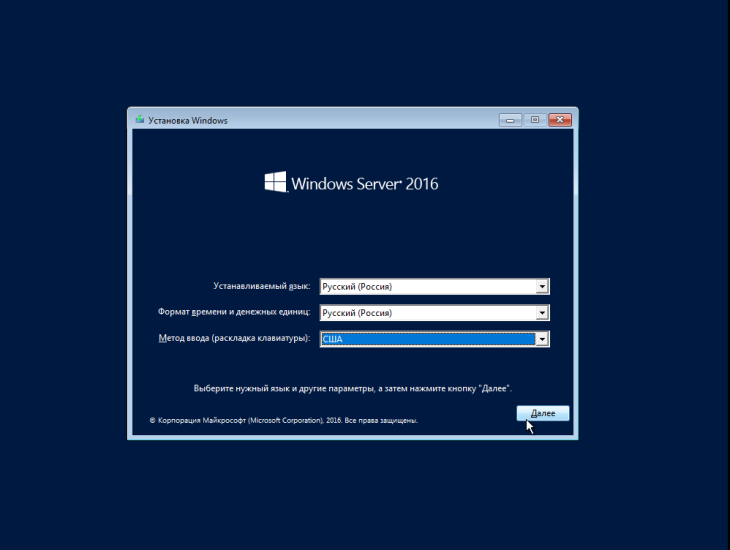 Установка Windows
Windows Server 2016
Устанавливаемый язык: Русский (Россия)
Формат времени и денежных единиц: Русский (Россия)
Метод ввода (раскладка клавиатуры): США
Выберите нужный язык и другие параметры, а затем нажмите кнопку "Далее".
Далее
© Корпорация Майкрософт (Microsoft Corporation), 2016. Все права защищены.